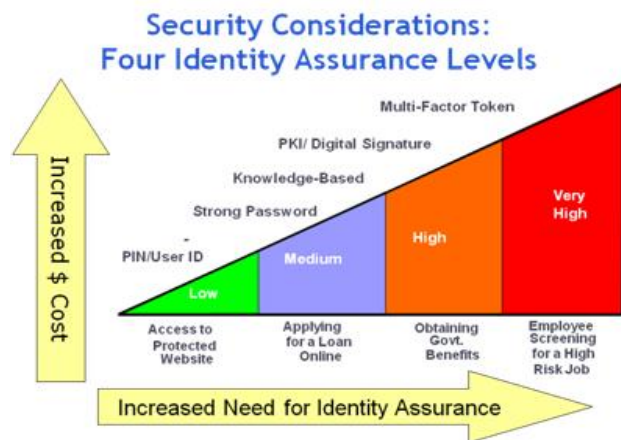 Security Considerations:
Four Identity Assurance Levels
Increased $ Cost
Multi-Factor Token
PKI/ Digital Signature
Knowledge-Based
Strong Password
-
PIN/User ID
Low
Medium
High
Very
High
Access to
Protected
Website
Applying
for a Loan
Online
Obtaining
Govt.
Benefits
Employee
Screening
for a High
Risk Job
Increased Need for Identity Assurance